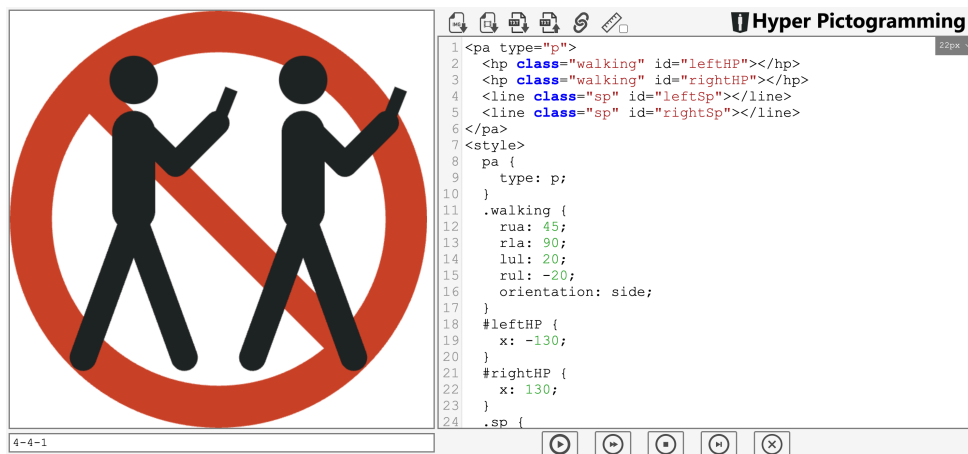 IMG TXT TXT
Hyper Pictogramming
22px
1 <pa type="p">
2 <hp class="walking" id="leftHP"></hp>
3 <hp class="walking" id="rightHP"></hp>
4 <line class="sp" id="leftSp"></line>
5 <line class="sp" id="rightSp"></line>
6 </pa>
7 <style>
8 pa {
9 type: p;
10 }
11 .walking {
12 rua: 45;
13 rla: 90;
14 lul: 20;
15 rul: -20;
16 orientation: side;
17 }
18 #leftHP {
19 x: -130;
20 }
21 #rightHP {
22 x: 130;
23 }
24 .sp {
4-4-1